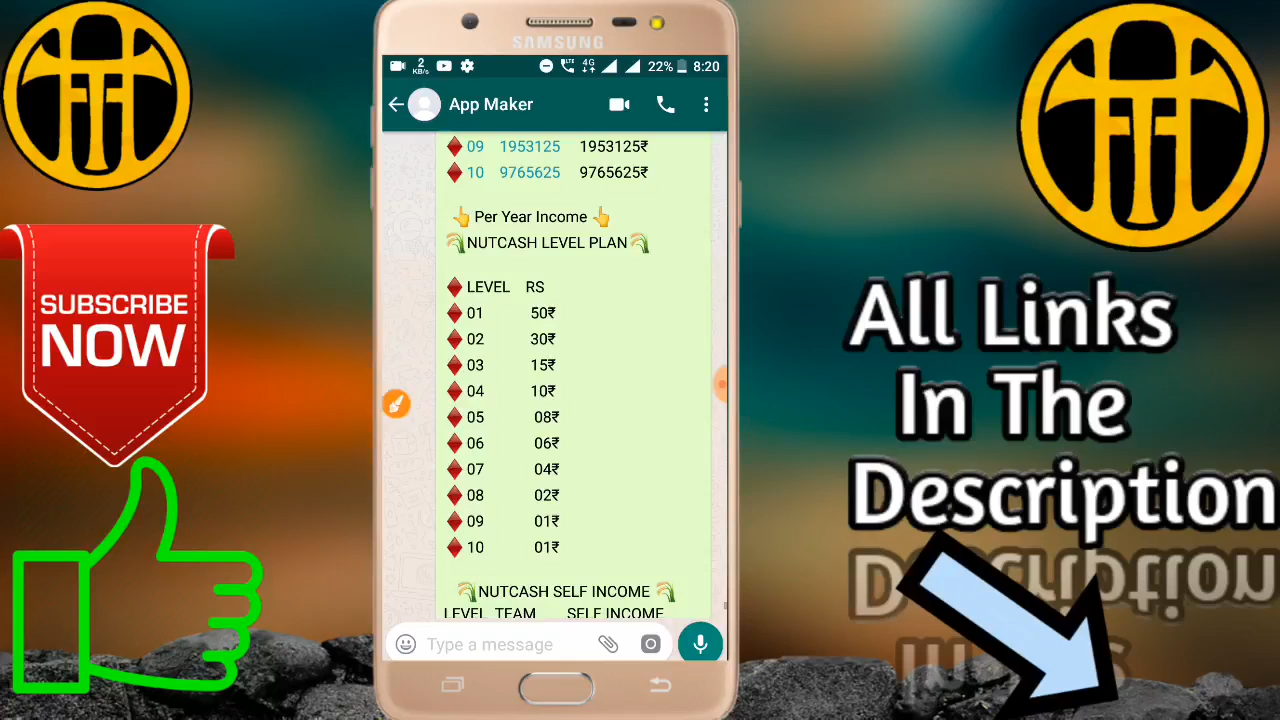 SAMSUNG
2 KB/s LTE 4G 22% 8:20
App Maker
09 1953125 1953125₹
10 9765625 9765625₹
👆Per Year Income👆
🌾NUTCASH LEVEL PLAN🌾
LEVEL RS
01 50₹
02 30₹
03 15₹
04 10₹
05 08₹
06 06₹
07 04₹
08 02₹
09 01₹
10 01₹
🌾NUTCASH SELF INCOME🌾
LEVEL TEAM SELF INCOME
Type a message
SUBSCRIBE
NOW
All Links
In The
Description